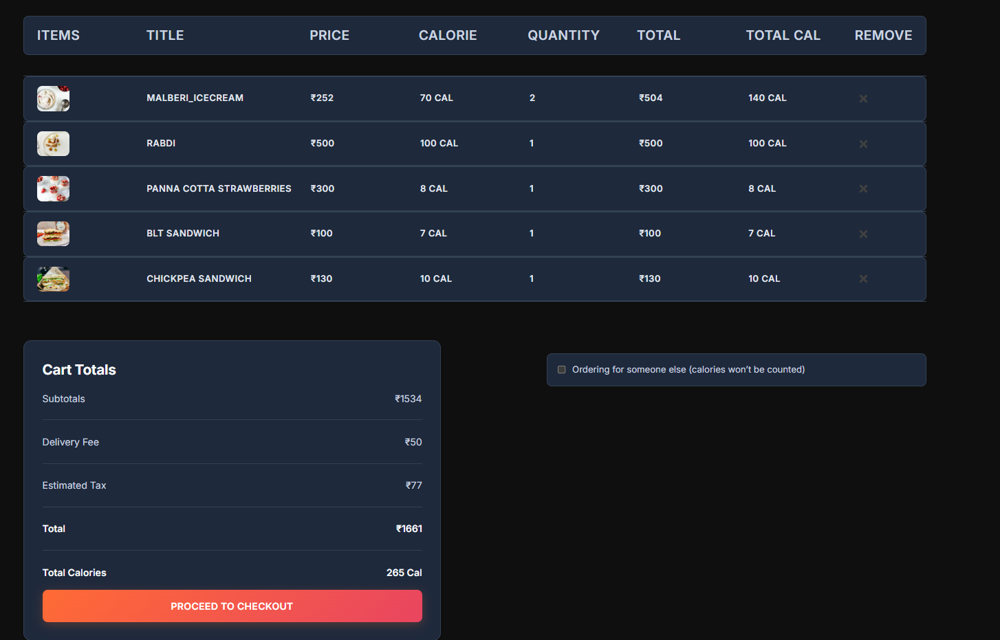 ITEMS TITLE PRICE CALORIE QUANTITY TOTAL TOTAL CAL REMOVE
MALBERI_ICECREAM ₹252 70 CAL 2 ₹504 140 CAL ✕
RABDI ₹500 100 CAL 1 ₹500 100 CAL ✕
PANNA COTTA STRAWBERRIES ₹300 8 CAL 1 ₹300 8 CAL ✕
BLT SANDWICH ₹100 7 CAL 1 ₹100 7 CAL ✕
CHICKPEA SANDWICH ₹130 10 CAL 1 ₹130 10 CAL ✕
Cart Totals
Subtotals ₹1534
Delivery Fee ₹50
Estimated Tax ₹77
Total ₹1661
Total Calories 265 Cal
PROCEED TO CHECKOUT
Ordering for someone else (calories won't be counted)